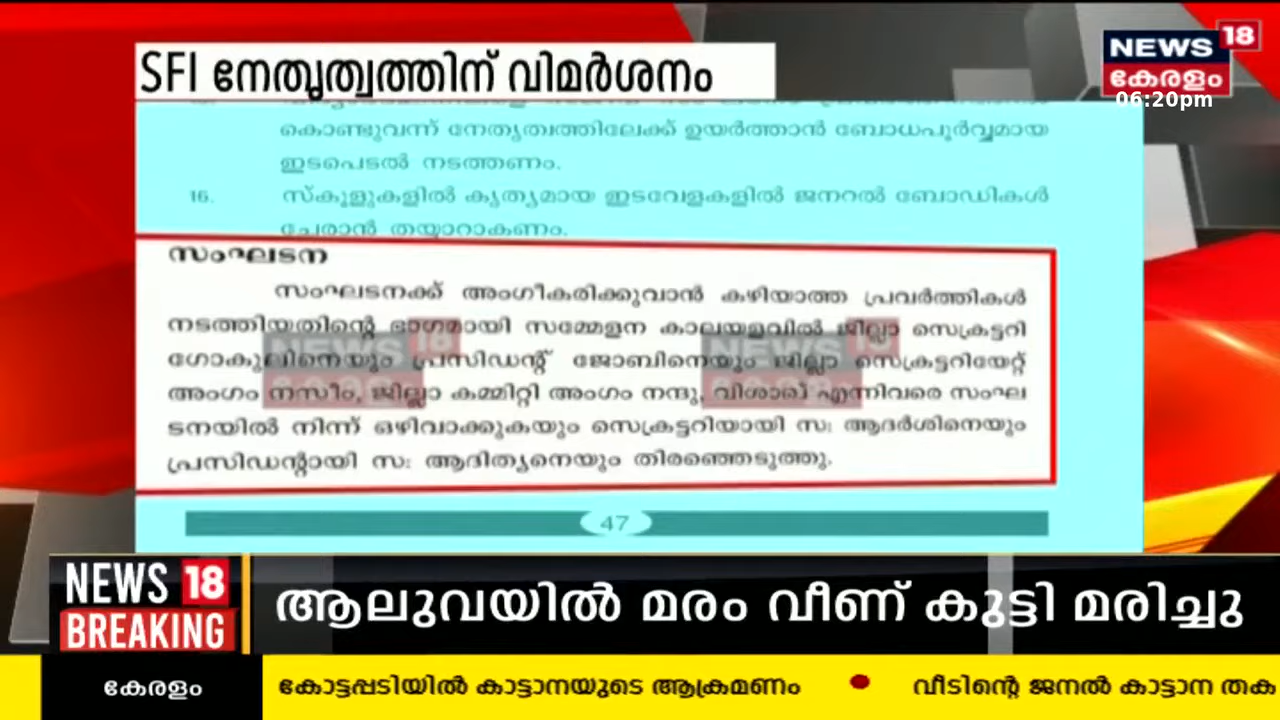 SFI നേതൃത്വത്തിന് വിമർശനം
NEWS 18
കേരളം
06:20pm
കൊണ്ടുവന്ന് നേതൃത്വത്തിലേക്ക് ഉയർത്താൻ ബോധപൂർവ്വമായ
ഇടപെടൽ നടത്തണം.
16. സ്കൂളുകളിൽ കൃത്യമായ ഇടവേളകളിൽ ജനറൽ ബോഡികൾ
ചേരാൻ തയ്യാറാകണം.
സംഘടന
സംഘടനക്ക് അംഗീകരിക്കുവാൻ കഴിയാത്ത പ്രവർത്തികൾ
നടത്തിയതിന്റെ ഭാഗമായി സമ്മേളന കാലയളവിൽ ജില്ലാ സെക്രട്ടറി
ഗോകുലിനെയും പ്രസിഡന്റ് ജോബിനെയും ജില്ലാ സെക്രട്ടറിയേറ്റ്
അംഗം നസീം, ജില്ലാ കമ്മിറ്റി അംഗം നന്ദു, വിശാഖ് എന്നിവരെ സംഘ
ടനയിൽ നിന്ന് ഒഴിവാക്കുകയും സെക്രട്ടറിയായി സ: ആദർശിനെയും
പ്രസിഡന്റായി സ: ആദിത്യനെയും തിരഞ്ഞെടുത്തു.
47
NEWS 18
BREAKING
ആലുവയിൽ മരം വീണ് കുട്ടി മരിച്ചു
കേരളം
കോട്ടപ്പടിയിൽ കാട്ടാനയുടെ ആക്രമണം ● വീടിന്റെ ജനൽ കാട്ടാന തക